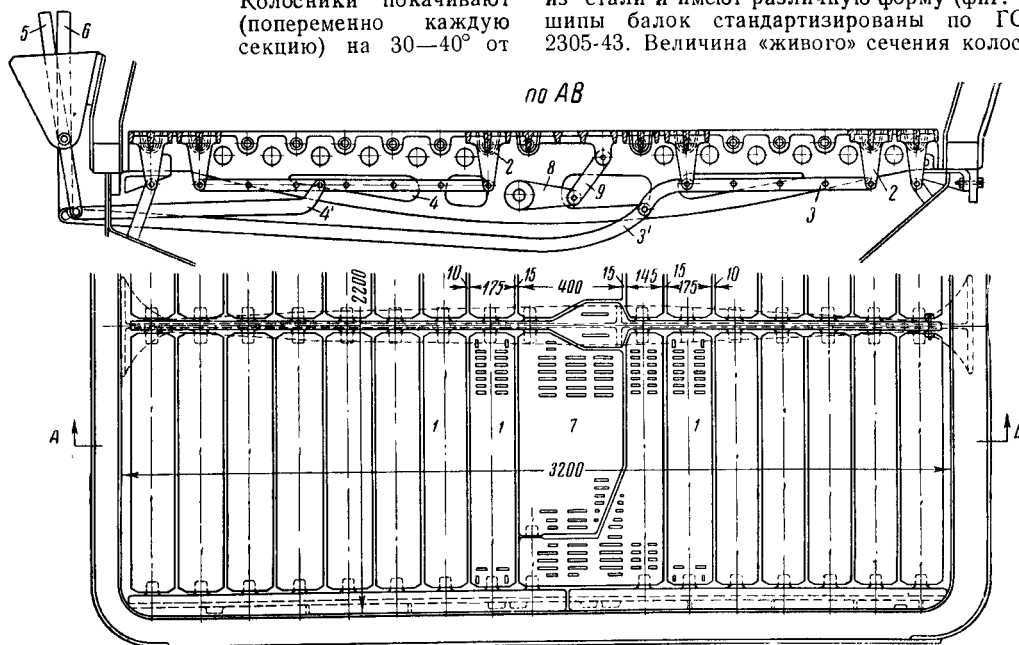 Колосники покачивают
(попеременно каждую
секцию) на 30—40° от
из стали и имеют различную форму (фиг.
шипы балок стандартизированы по ГО
2305-43. Величина «живого» сечения колос
5 6
по АВ
2 8 9 2
4' 4 3' 3
10 175 15 400 15 145 15 175 10
2200
1 1 7 1
А
3200